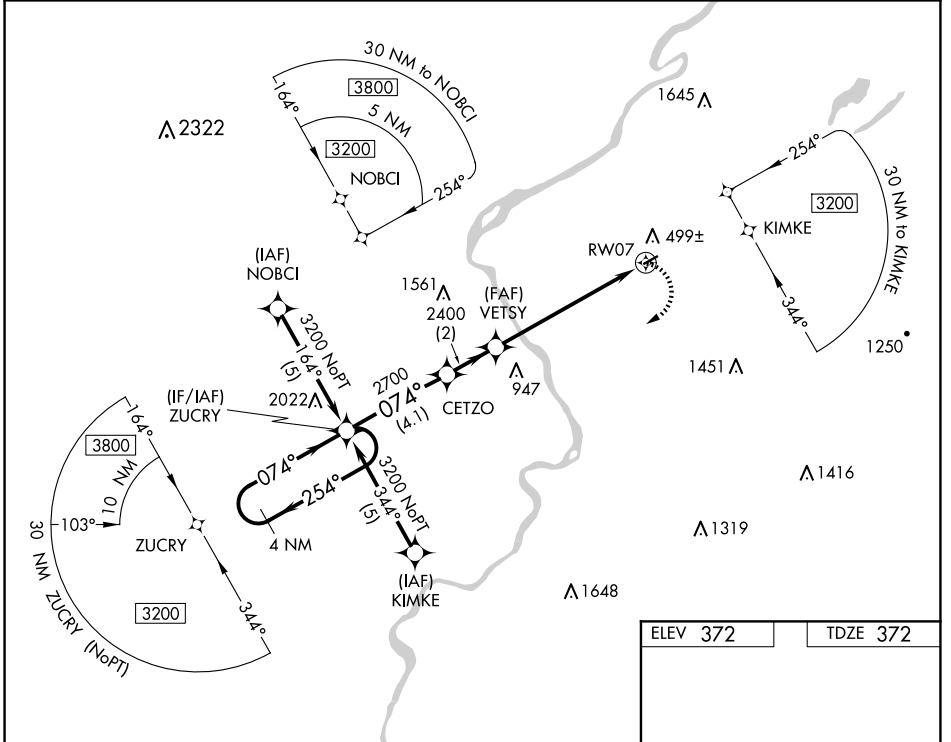 30 NM to NOBCI
3800
164°
5 NM
3200
NOBCI
254°
2322
1645
254°
30 NM to KIMKE
3200
KIMKE
344°
RW07
499±
1250
1451
(IAF)
NOBCI
3200 NoPT
164°
(5)
1561
2400
(2)
(FAF)
VETSY
947
2700
074°
(4.1)
CETZO
(IF/IAF)
ZUCRY
2022
074°
254°
4 NM
3200 NoPT
344°
(5)
(IAF)
KIMKE
164°
3800
10 NM
103°
ZUCRY
3200
344°
30 NM ZUCRY (NoPT)
1416
1319
1648
ELEV 372
TDZE 372